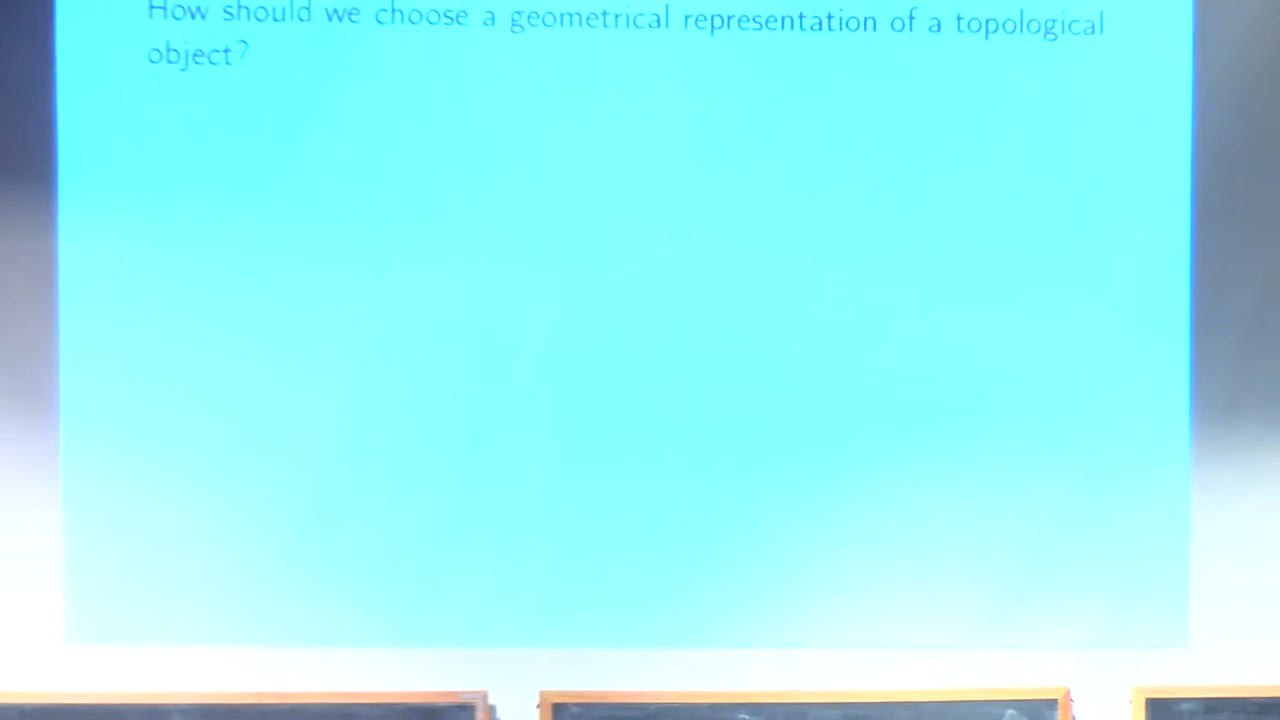 How should we choose a geometrical representation of a topological
object?